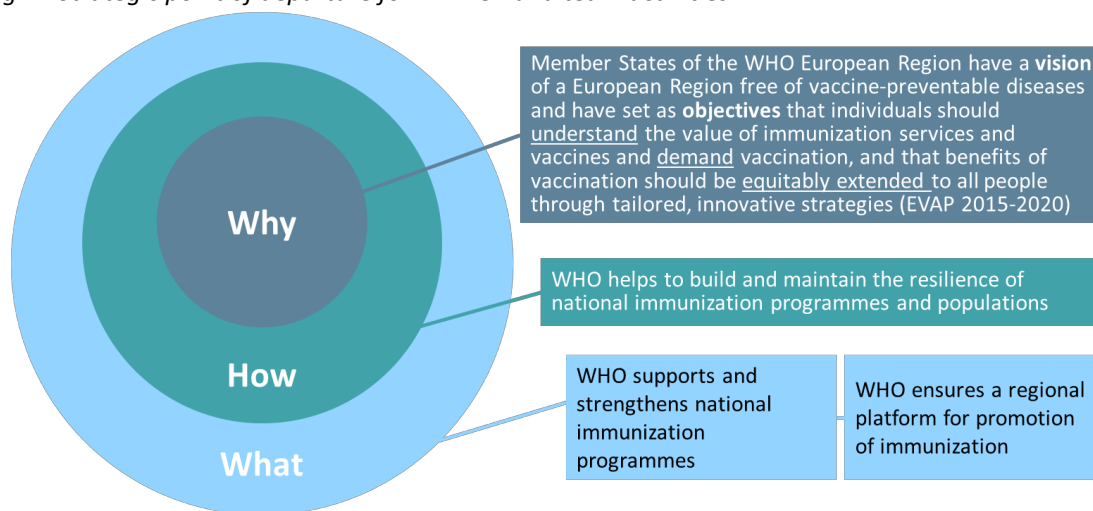 Member States of the WHO European Region have a vision
of a European Region free of vaccine-preventable diseases
and have set as objectives that individuals should
understand the value of immunization services and
vaccines and demand vaccination, and that benefits of
vaccination should be equitably extended to all people
through tailored, innovative strategies (EVAP 2015-2020)
Why
WHO helps to build and maintain the resilience of
national immunization programmes and populations
How
WHO supports and
strengthens national
immunization
programmes
WHO ensures a regional
platform for promotion
of immunization
What